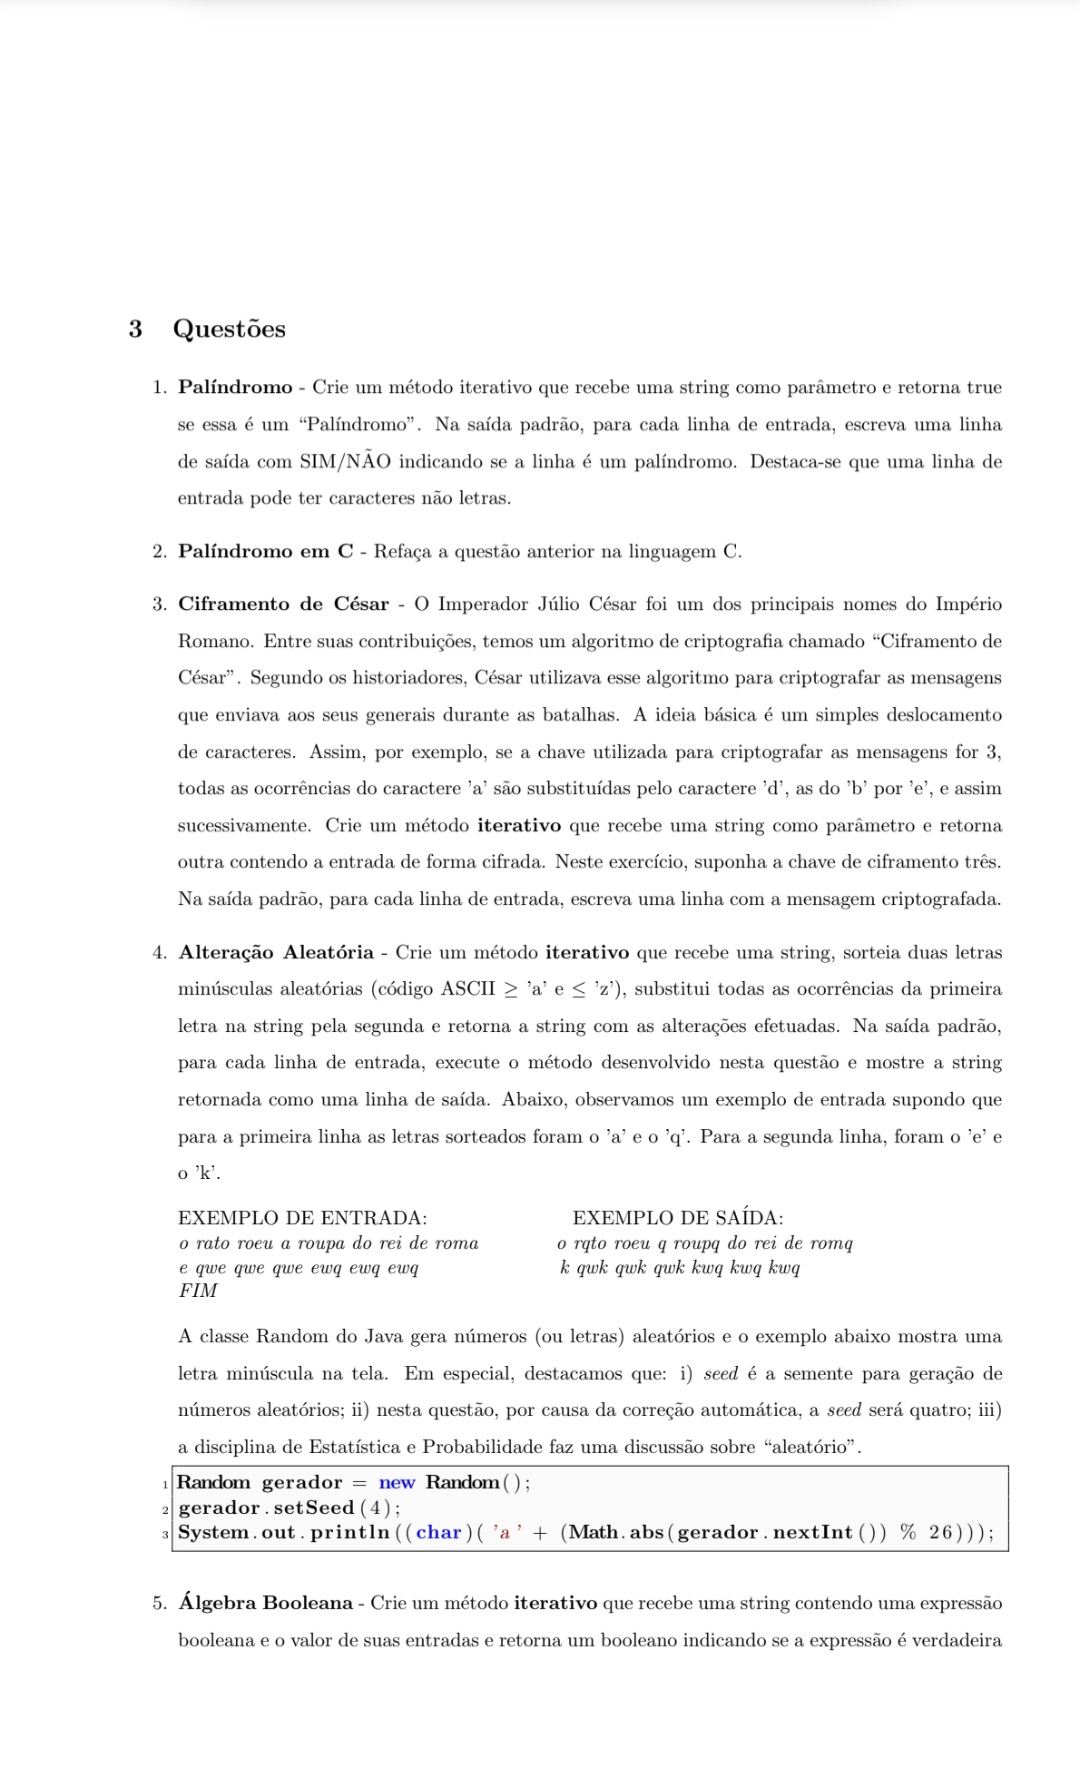 3 Questões
1. Palíndromo - Crie um método iterativo que recebe uma string como parâmetro e retorna true
se essa é um “Palíndromo”. Na saída padrão, para cada linha de entrada, escreva uma linha
de saída com SIM/NÃO indicando se a linha é um palíndromo. Destaca-se que uma linha de
entrada pode ter caracteres não letras.
2. Palíndromo em C - Refaça a questão anterior na linguagem C.
3. Ciframento de César - O Imperador Júlio César foi um dos principais nomes do Império
Romano. Entre suas contribuições, temos um algoritmo de criptografia chamado “Ciframento de
César”. Segundo os historiadores, César utilizava esse algoritmo para criptografar as mensagens
que enviava aos seus generais durante as batalhas. A ideia básica é um simples deslocamento
de caracteres. Assim, por exemplo, se a chave utilizada para criptografar as mensagens for 3,
todas as ocorrências do caractere 'a' são substituídas pelo caractere 'd', as do 'b' por 'e', e assim
sucessivamente. Crie um método iterativo que recebe uma string como parâmetro e retorna
outra contendo a entrada de forma cifrada. Neste exercício, suponha a chave de ciframento três.
Na saída padrão, para cada linha de entrada, escreva uma linha com a mensagem criptografada.
4. Alteração Aleatória - Crie um método iterativo que recebe uma string, sorteia duas letras
minúsculas aleatórias (código ASCII ≥ 'a' e ≤ 'z'), substitui todas as ocorrências da primeira
letra na string pela segunda e retorna a string com as alterações efetuadas. Na saída padrão,
para cada linha de entrada, execute o método desenvolvido nesta questão e mostre a string
retornada como uma linha de saída. Abaixo, observamos um exemplo de entrada supondo que
para a primeira linha as letras sorteados foram o 'a' e o 'q'. Para a segunda linha, foram o 'e' e
o 'k'.
EXEMPLO DE ENTRADA: EXEMPLO DE SAÍDA:
o rato roeu a roupa do rei de roma o rqto roeu q roupq do rei de romq
e qwe qwe qwe ewq ewq ewq k qwk qwk qwk kwq kwq kwq
FIM
A classe Random do Java gera números (ou letras) aleatórios e o exemplo abaixo mostra uma
letra minúscula na tela. Em especial, destacamos que: i) seed é a semente para geração de
números aleatórios; ii) nesta questão, por causa da correção automática, a seed será quatro; iii)
a disciplina de Estatística e Probabilidade faz uma discussão sobre “aleatório”.
1 Random gerador = new Random();
2 gerador.setSeed(4);
3 System.out.println((char)('a' + (Math.abs(gerador.nextInt()) % 26)));
5. Álgebra Booleana - Crie um método iterativo que recebe uma string contendo uma expressão
booleana e o valor de suas entradas e retorna um booleano indicando se a expressão é verdadeira